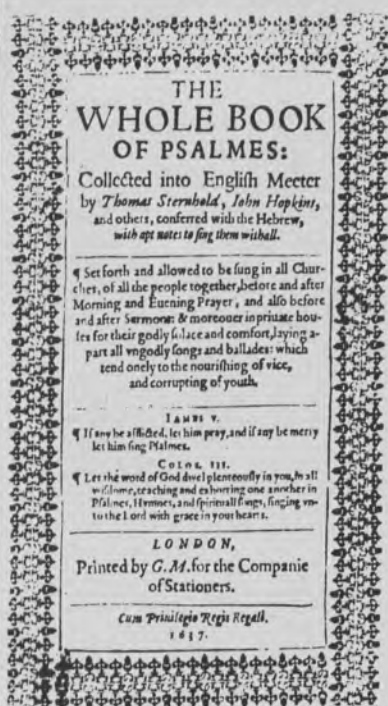 THE
WHOLE BOOK
OF PSALMES:
Collected into Engliſh Meeter
by Thomas Sternhold, Iohn Hopkins,
and others, conferred with the Hebrew,
with apt notes to ſing them withall.
¶ Set forth and allowed to be ſung in all Chur-
ches, of all the people together, before and after
Morning and Euening Prayer, and alſo before
and after Sermons: & moreouer in priuate hou-
ſes for their godly ſolace and comfort, laying a-
part all vngodly ſongs and ballades: which
tend onely to the nouriſhing of vice,
and corrupting of youth.
IAMES V.
¶ If any be afflicted, let him pray, and if any be merry
let him ſing Pſalmes.
COLOS. III.
¶ Let the word of God dwel plenteouſly in you, in all
wiſdome, teaching and exhorting one another in
Pſalmes, Hymnes, and ſpirituall ſongs, ſinging vn-
to the Lord with grace in your hearts.
LONDON,
Printed by G. M. for the Companie
of Stationers.
Cum Privilegio Regis Regali.
1637.